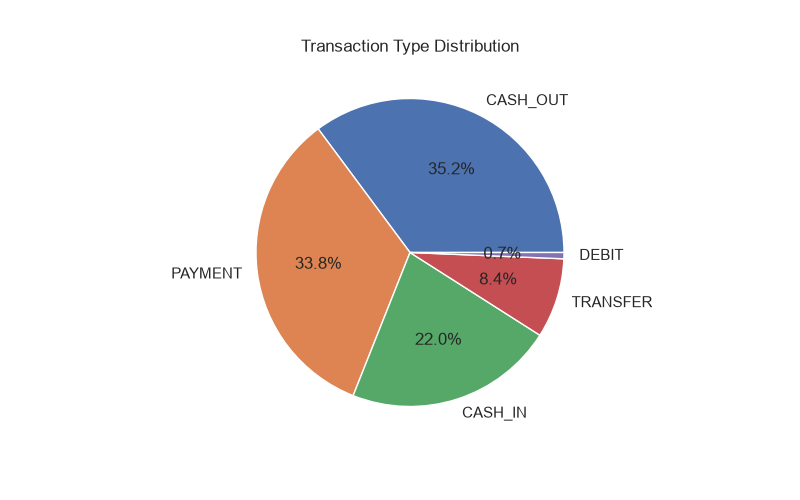 Transaction Type Distribution
CASH_OUT
35.2%
0.7%
DEBIT
PAYMENT
33.8%
8.4%
TRANSFER
22.0%
CASH_IN